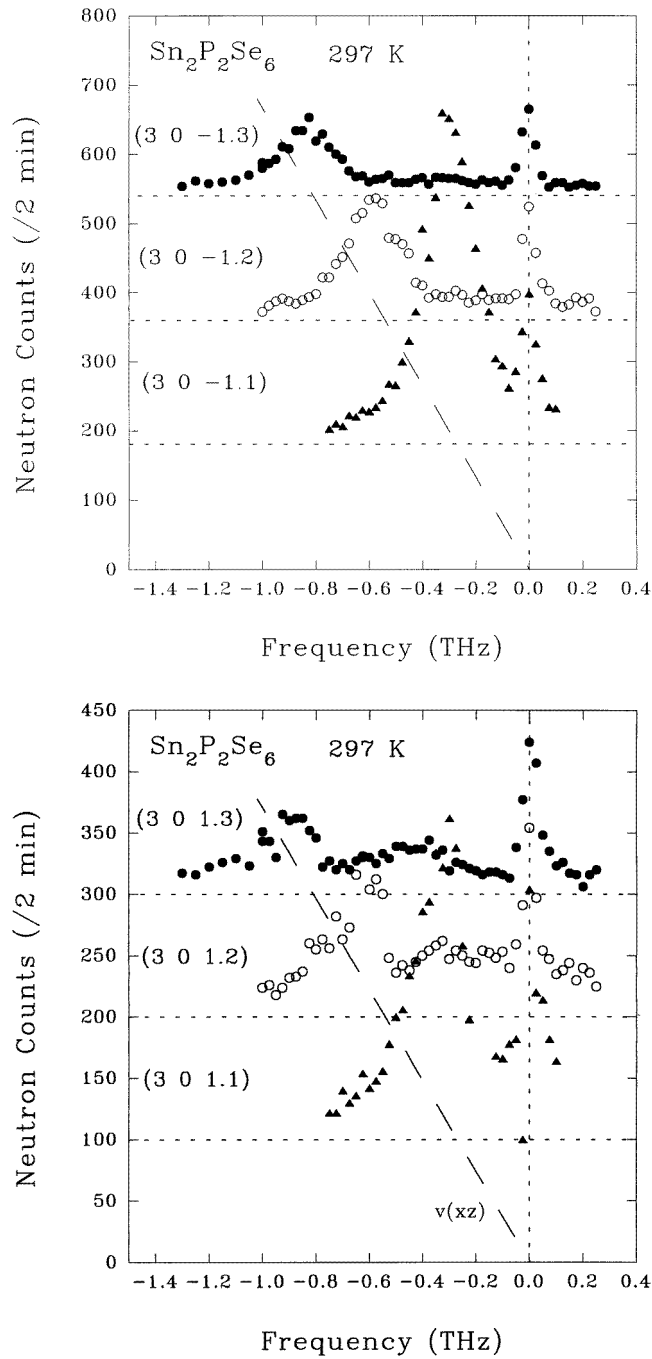 Sn2P2Se6 297 K
800
700
600
500
400
300
200
100
0
(3 0 −1.3)
(3 0 −1.2)
(3 0 −1.1)
Neutron Counts (/2 min)
−1.4 −1.2 −1.0 −0.8 −0.6 −0.4 −0.2 0.0 0.2 0.4
Frequency (THz)
Sn2P2Se6 297 K
450
400
350
300
250
200
150
100
50
0
(3 0 1.3)
(3 0 1.2)
(3 0 1.1)
v(xz)
Neutron Counts (/2 min)
−1.4 −1.2 −1.0 −0.8 −0.6 −0.4 −0.2 0.0 0.2 0.4
Frequency (THz)